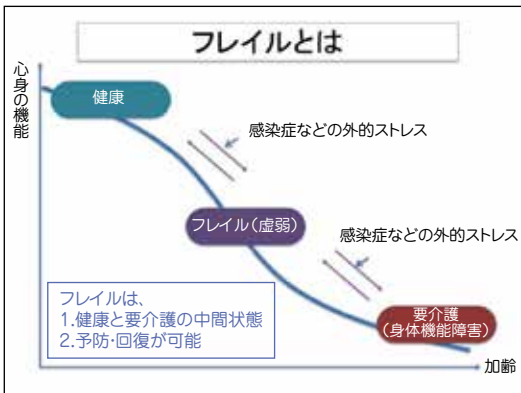 フレイルとは
心身の機能
健康
感染症などの外的ストレス
フレイル(虚弱)
感染症などの外的ストレス
フレイルは、
1.健康と要介護の中間状態
2.予防・回復が可能
要介護
(身体機能障害)
加齢